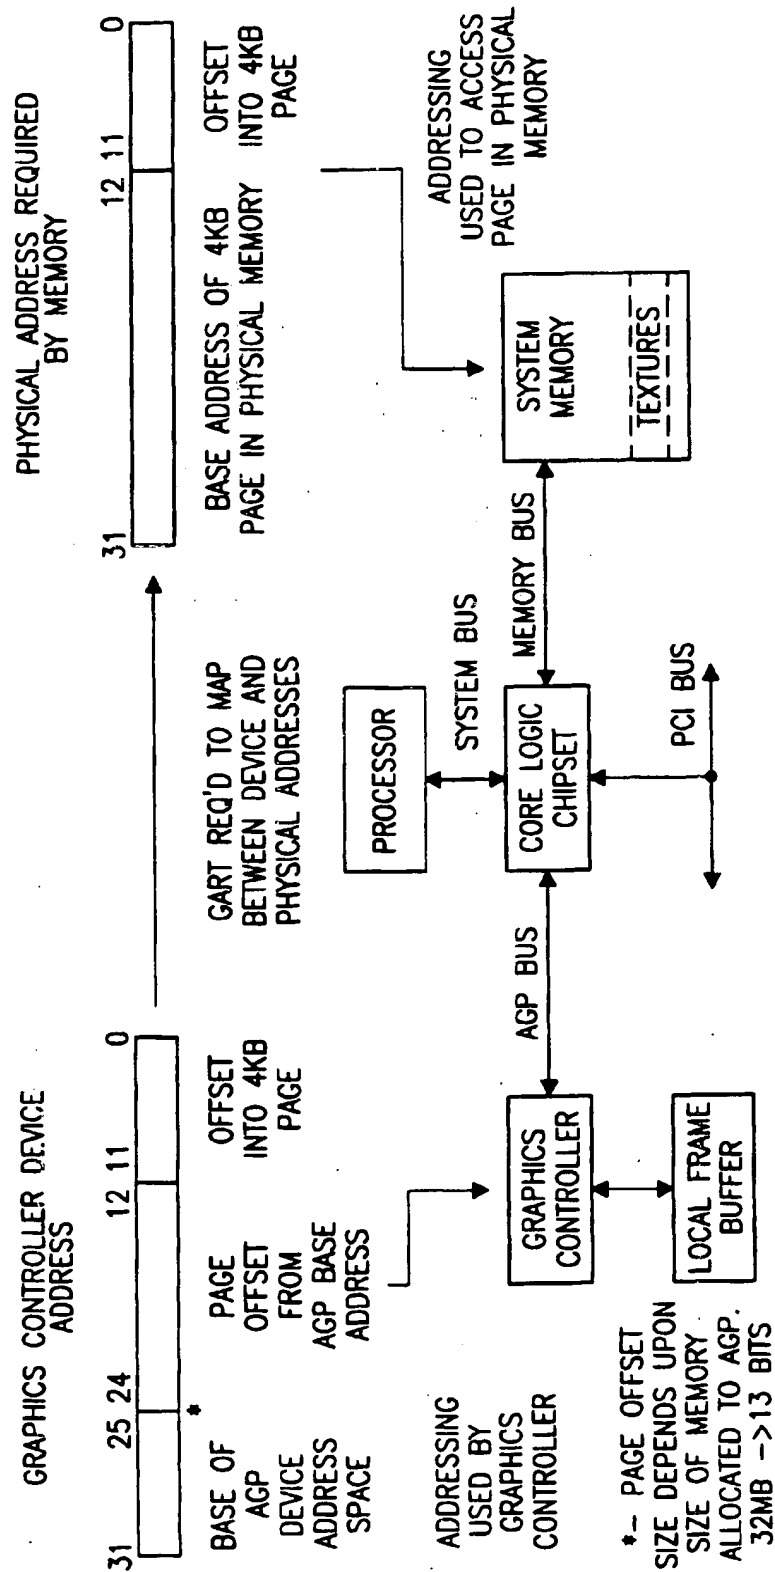 GRAPHICS CONTROLLER DEVICE
ADDRESS
31
25 24
12 11
0
*
BASE OF
AGP
DEVICE
ADDRESS
SPACE
PAGE
OFFSET
FROM
AGP BASE
ADDRESS
OFFSET
INTO 4KB
PAGE
GART REQ'D TO MAP
BETWEEN DEVICE AND
PHYSICAL ADDRESSES
PHYSICAL ADDRESS REQUIRED
BY MEMORY
31
12 11
0
BASE ADDRESS OF 4KB
PAGE IN PHYSICAL MEMORY
OFFSET
INTO 4KB
PAGE
ADDRESSING
USED BY
GRAPHICS
CONTROLLER
ADDRESSING
USED TO ACCESS
PAGE IN PHYSICAL
MEMORY
PROCESSOR
SYSTEM BUS
GRAPHICS
CONTROLLER
AGP BUS
CORE LOGIC
CHIPSET
MEMORY BUS
SYSTEM
MEMORY
TEXTURES
LOCAL FRAME
BUFFER
PCI BUS
*– PAGE OFFSET
SIZE DEPENDS UPON
SIZE OF MEMORY
ALLOCATED TO AGP.
32MB –>13 BITS